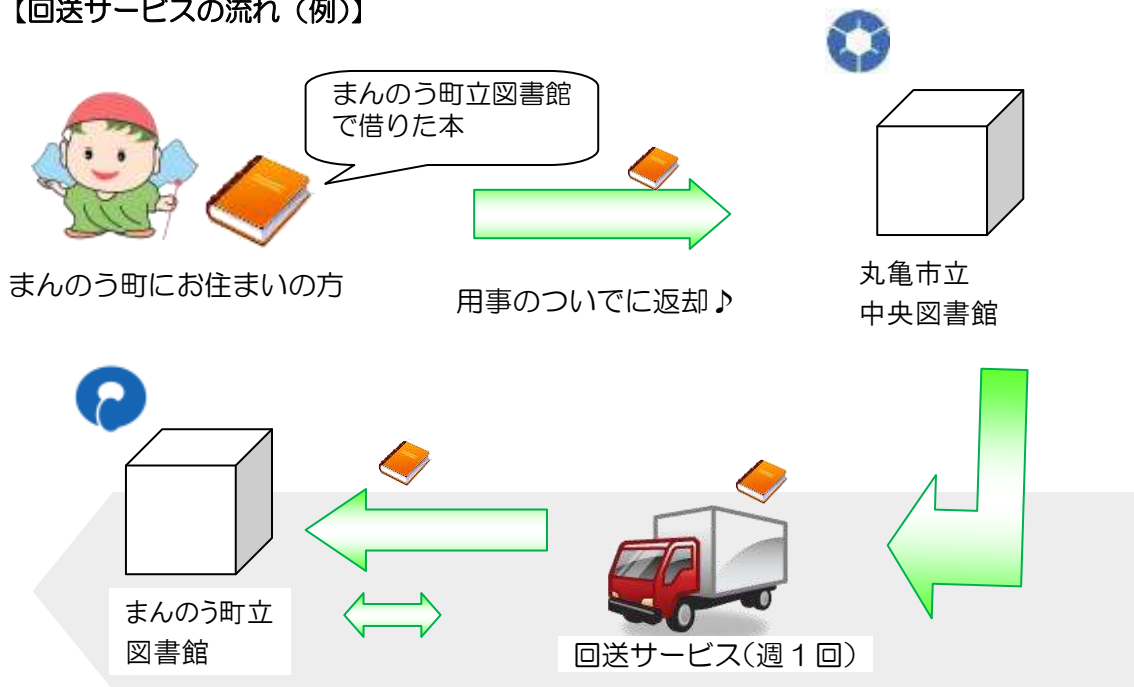 【回送サービスの流れ(例)】
まんのう町立図書館
で借りた本
まんのう町にお住まいの方
用事のついでに返却♪
丸亀市立
中央図書館
まんのう町立
図書館
回送サービス(週1回)